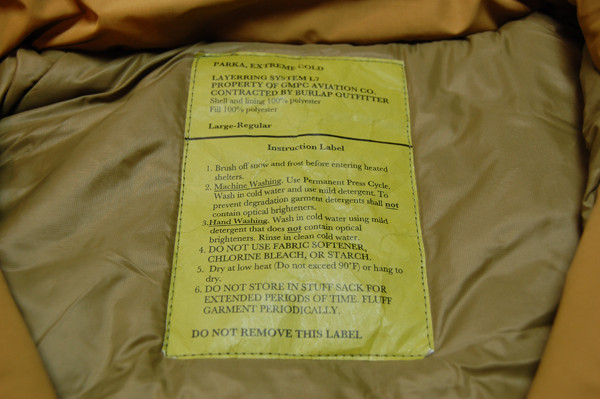 PARKA, EXTREME COLD
LAYERRING SYSTEM L7
PROPERTY OF GMPC AVIATION CO.
CONTRACTED BY BURLAP OUTFITTER
Shell and lining 100% polyester
Fill 100% polyester
Large-Regular
Instruction Label
1. Brush off snow and frost before entering heated
shelters.
2. Machine Washing. Use Permanent Press Cycle.
Wash in cold water and use mild detergent. To
prevent degradation garment detergents shall not
contain optical brighteners.
3. Hand Washing. Wash in cold water using mild
detergent that does not contain optical
brighteners. Rinse in clean cold water.
4. DO NOT USE FABRIC SOFTENER,
CHLORINE BLEACH, OR STARCH.
5. Dry at low heat (Do not exceed 90°F) or hang to
dry.
6. DO NOT STORE IN STUFF SACK FOR
EXTENDED PERIODS OF TIME. FLUFF
GARMENT PERIODICALLY.
DO NOT REMOVE THIS LABEL